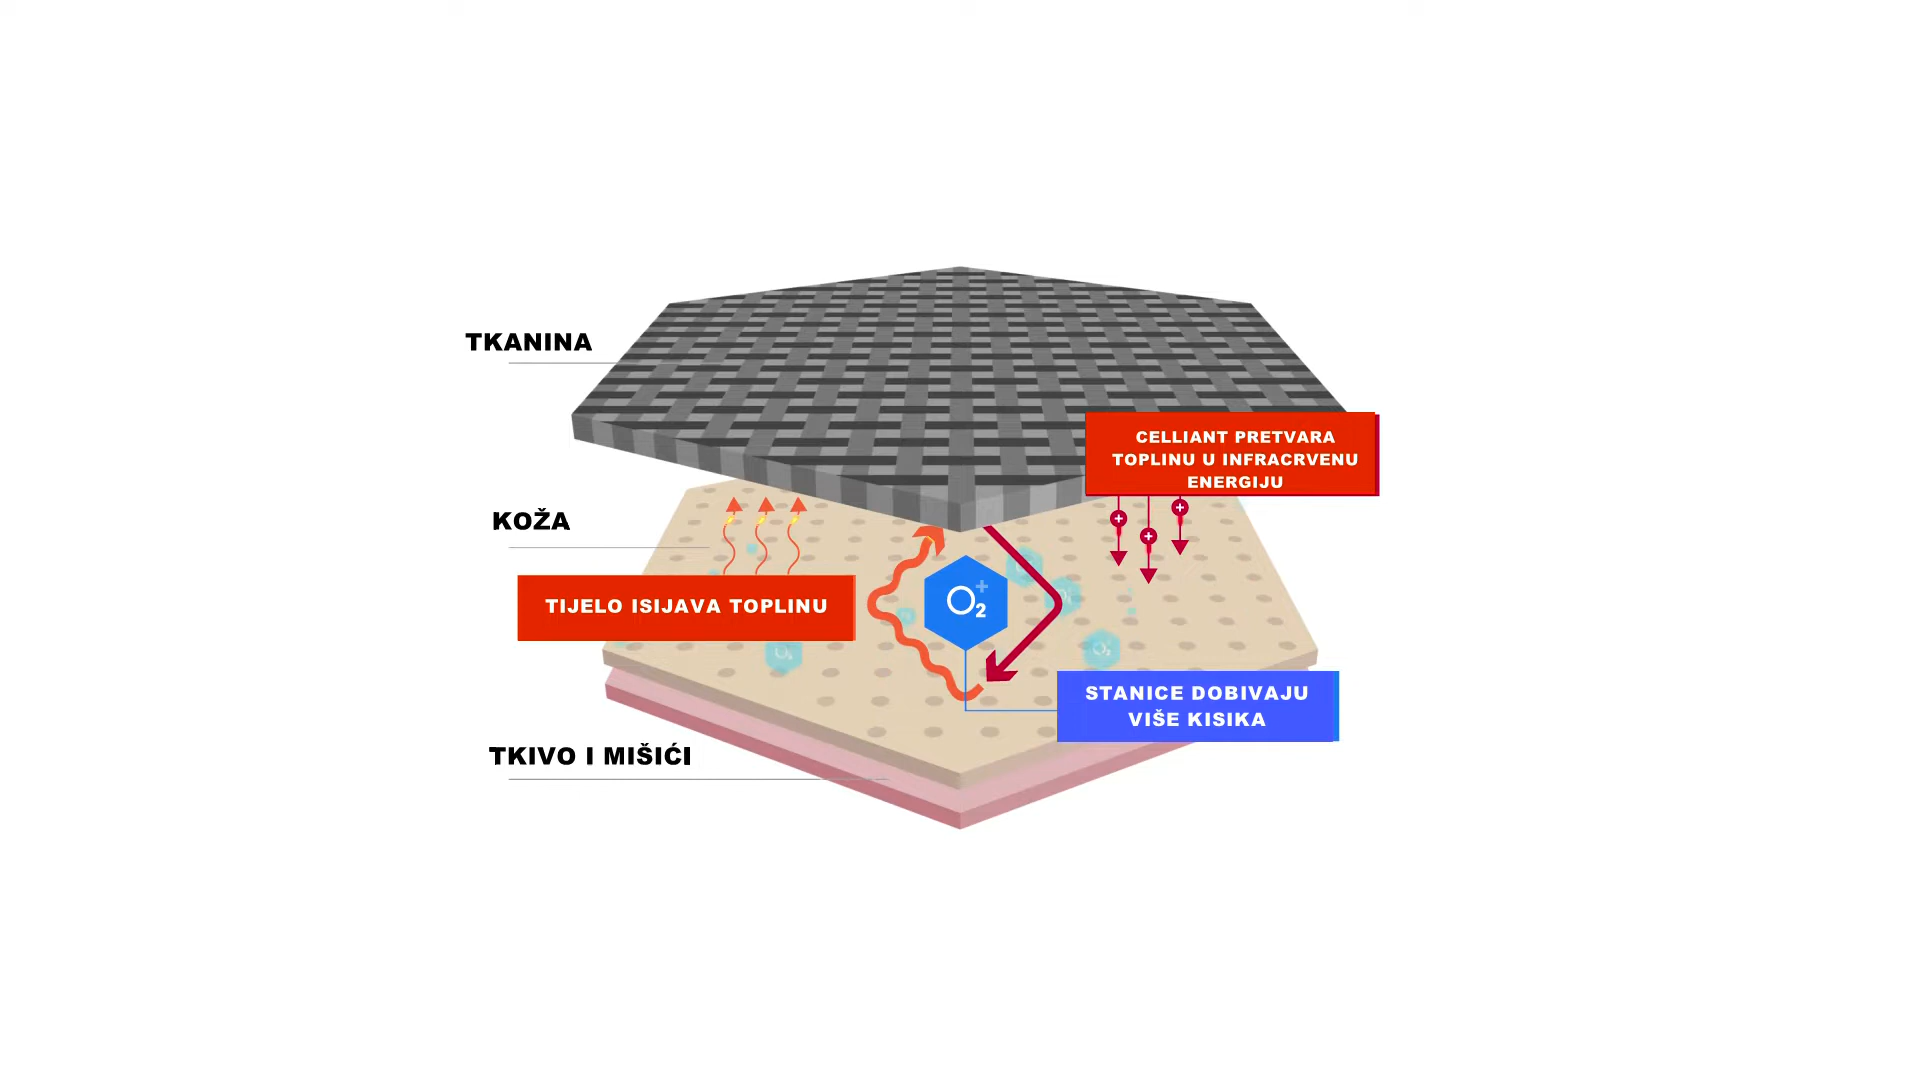 TKANINA
CELLIANT PRETVARA
TOPLINU U INFRACRVENU
ENERGIJU
KOŽA
TIJELO ISIJAVA TOPLINU
O2+
STANICE DOBIVAJU
VIŠE KISIKA
TKIVO I MIŠIĆI